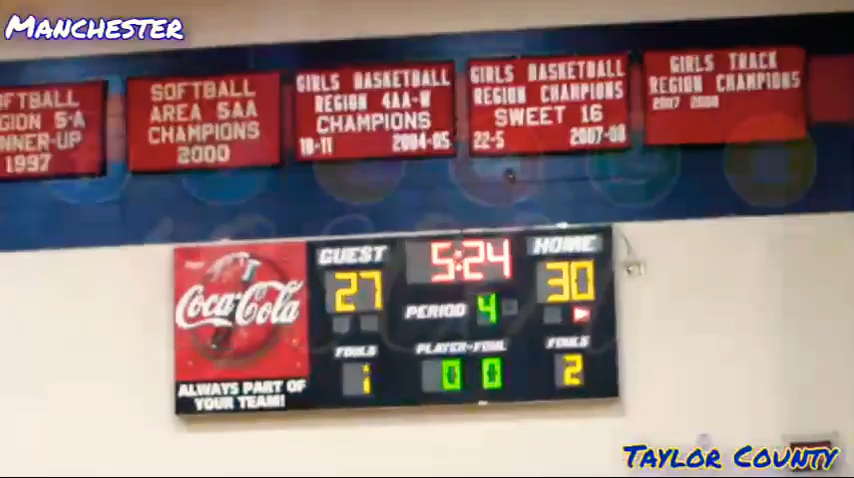 Manchester
FTBALL
GION 5-A
NNER-UP
1997
SOFTBALL
AREA 5AA
CHAMPIONS
2000
GIRLS BASKETBALL
REGION 4AA-W
CHAMPIONS
18-11 2004-05
GIRLS BASKETBALL
REGION CHAMPIONS
SWEET 16
22-5 2007-08
GIRLS TRACK
REGION CHAMPIONS
2007 2008
Coca-Cola
ALWAYS PART OF
YOUR TEAM!
GUEST 5:24 HOME
27 30
PERIOD 4
FOULS PLAYER-FOUL FOULS
1 0 0 2
Taylor County